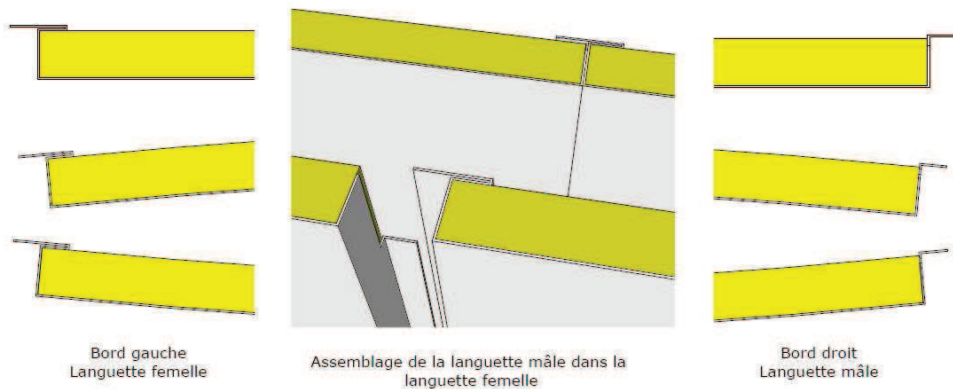 Bord gauche
Languette femelle
Assemblage de la languette mâle dans la
languette femelle
Bord droit
Languette mâle